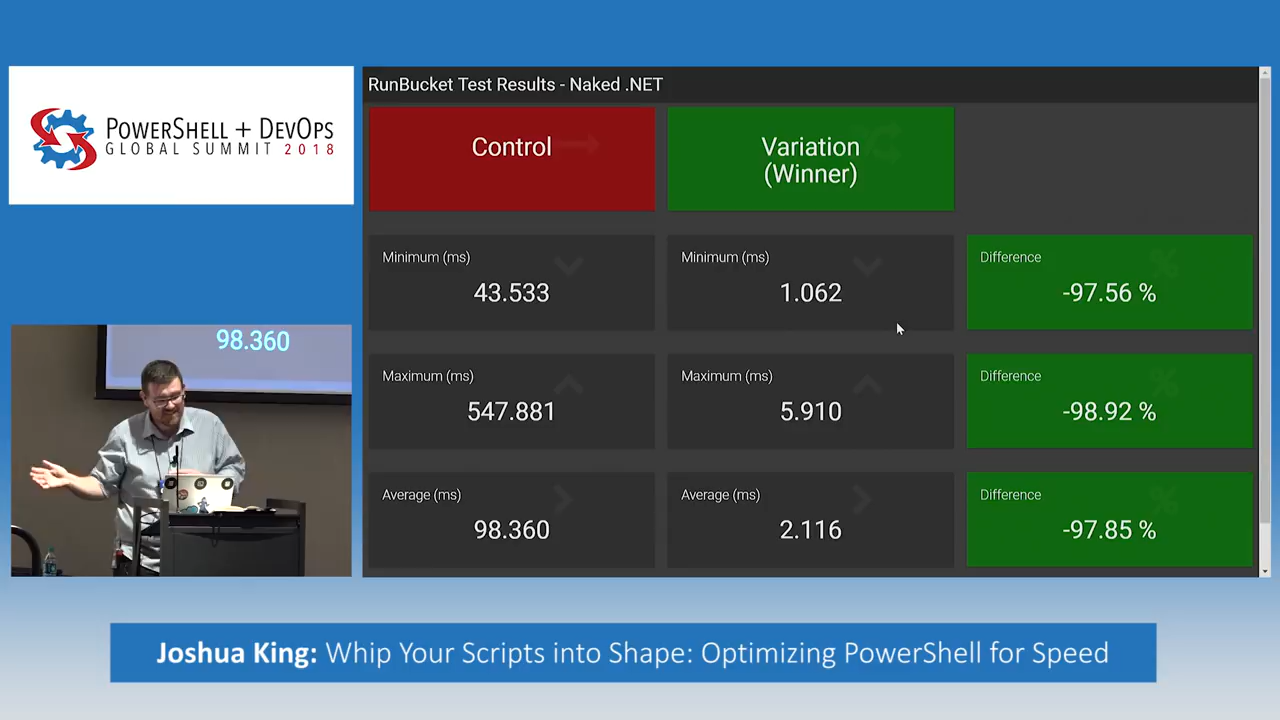 POWERSHELL + DEVOPS
GLOBAL SUMMIT 2018
RunBucket Test Results - Naked .NET
Control
Variation
(Winner)
Minimum (ms)
43.533
Minimum (ms)
1.062
Difference
-97.56 %
Maximum (ms)
547.881
Maximum (ms)
5.910
Difference
-98.92 %
Average (ms)
98.360
Average (ms)
2.116
Difference
-97.85 %
98.360
Joshua King: Whip Your Scripts into Shape: Optimizing PowerShell for Speed